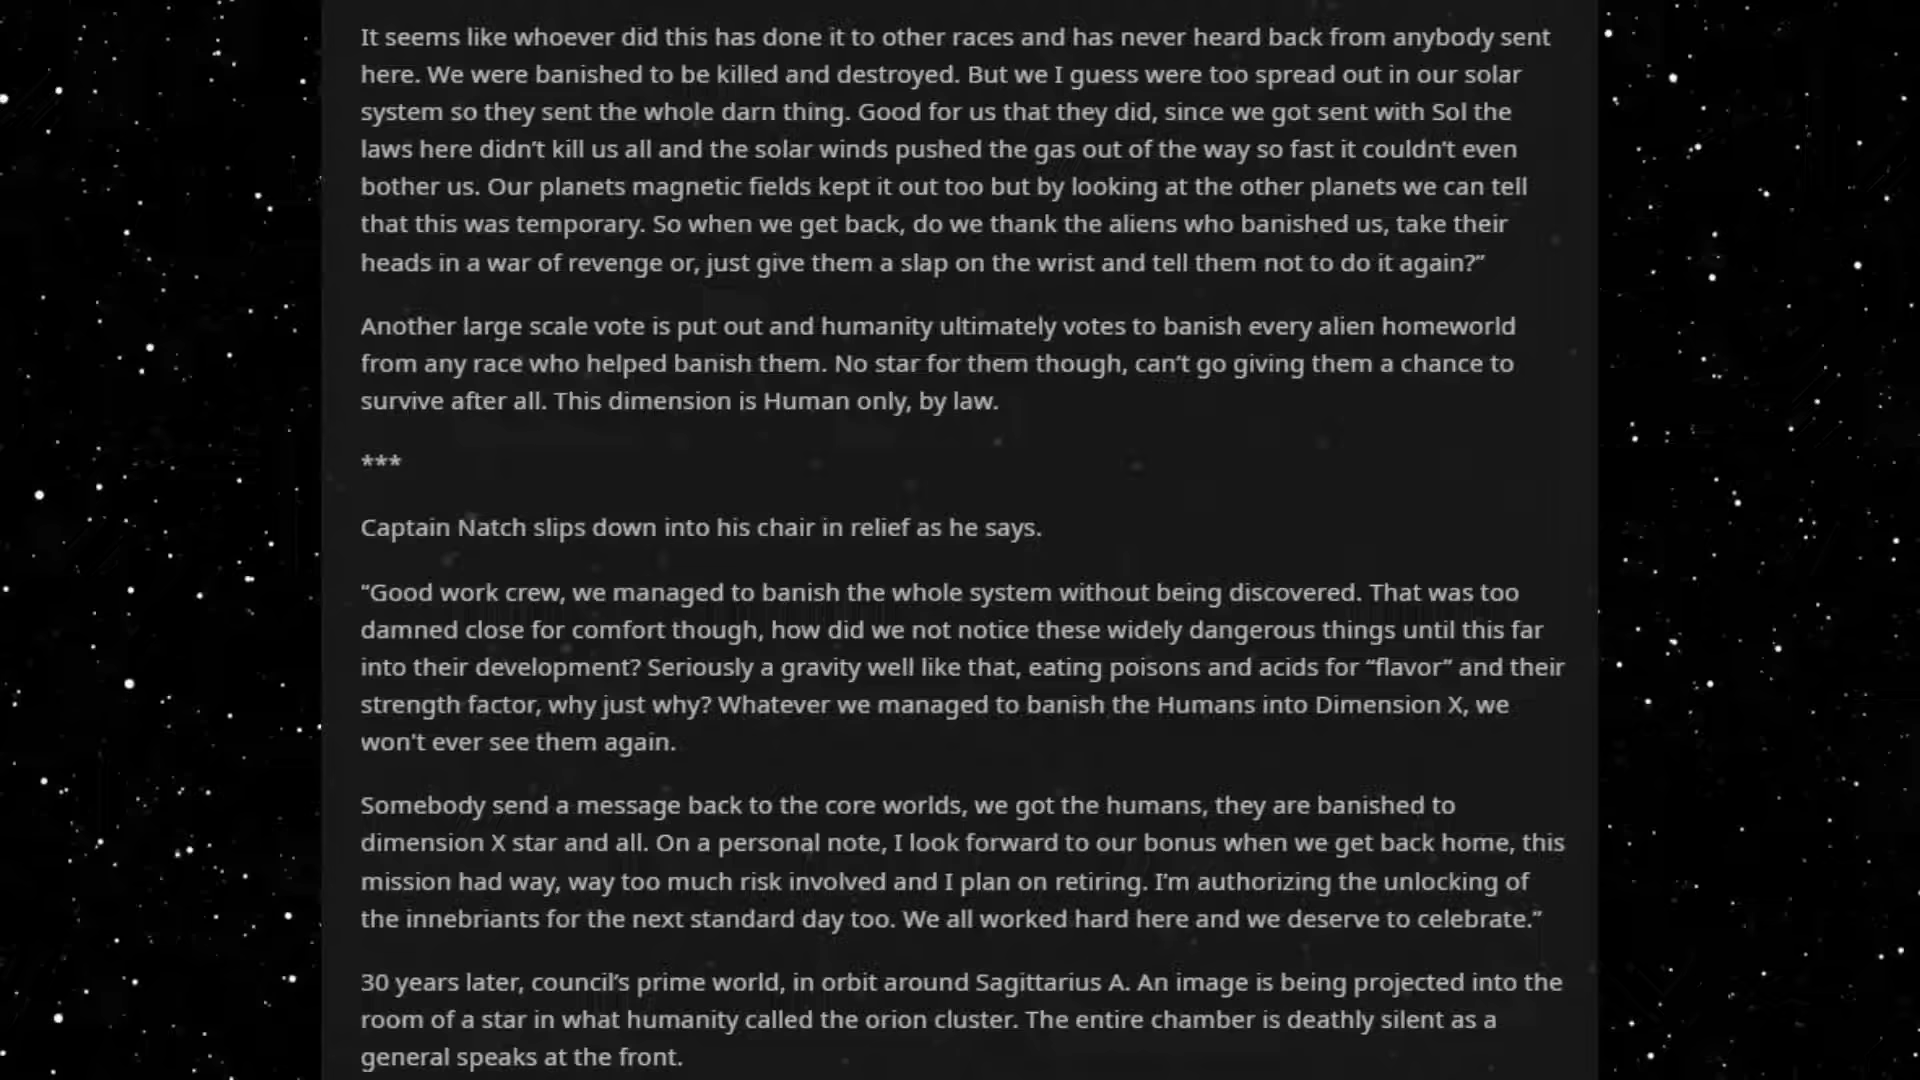 It seems like whoever did this has done it to other races and has never heard back from anybody sent
here. We were banished to be killed and destroyed. But we I guess were too spread out in our solar
system so they sent the whole darn thing. Good for us that they did, since we got sent with Sol the
laws here didn’t kill us all and the solar winds pushed the gas out of the way so fast it couldn’t even
bother us. Our planets magnetic fields kept it out too but by looking at the other planets we can tell
that this was temporary. So when we get back, do we thank the aliens who banished us, take their
heads in a war of revenge or, just give them a slap on the wrist and tell them not to do it again?”
Another large scale vote is put out and humanity ultimately votes to banish every alien homeworld
from any race who helped banish them. No star for them though, can’t go giving them a chance to
survive after all. This dimension is Human only, by law.
***
Captain Natch slips down into his chair in relief as he says.
“Good work crew, we managed to banish the whole system without being discovered. That was too
damned close for comfort though, how did we not notice these widely dangerous things until this far
into their development? Seriously a gravity well like that, eating poisons and acids for “flavor” and their
strength factor, why just why? Whatever we managed to banish the Humans into Dimension X, we
won't ever see them again.
Somebody send a message back to the core worlds, we got the humans, they are banished to
dimension X star and all. On a personal note, I look forward to our bonus when we get back home, this
mission had way, way too much risk involved and I plan on retiring. I’m authorizing the unlocking of
the innebriants for the next standard day too. We all worked hard here and we deserve to celebrate.”
30 years later, council’s prime world, in orbit around Sagittarius A. An image is being projected into the
room of a star in what humanity called the orion cluster. The entire chamber is deathly silent as a
general speaks at the front.